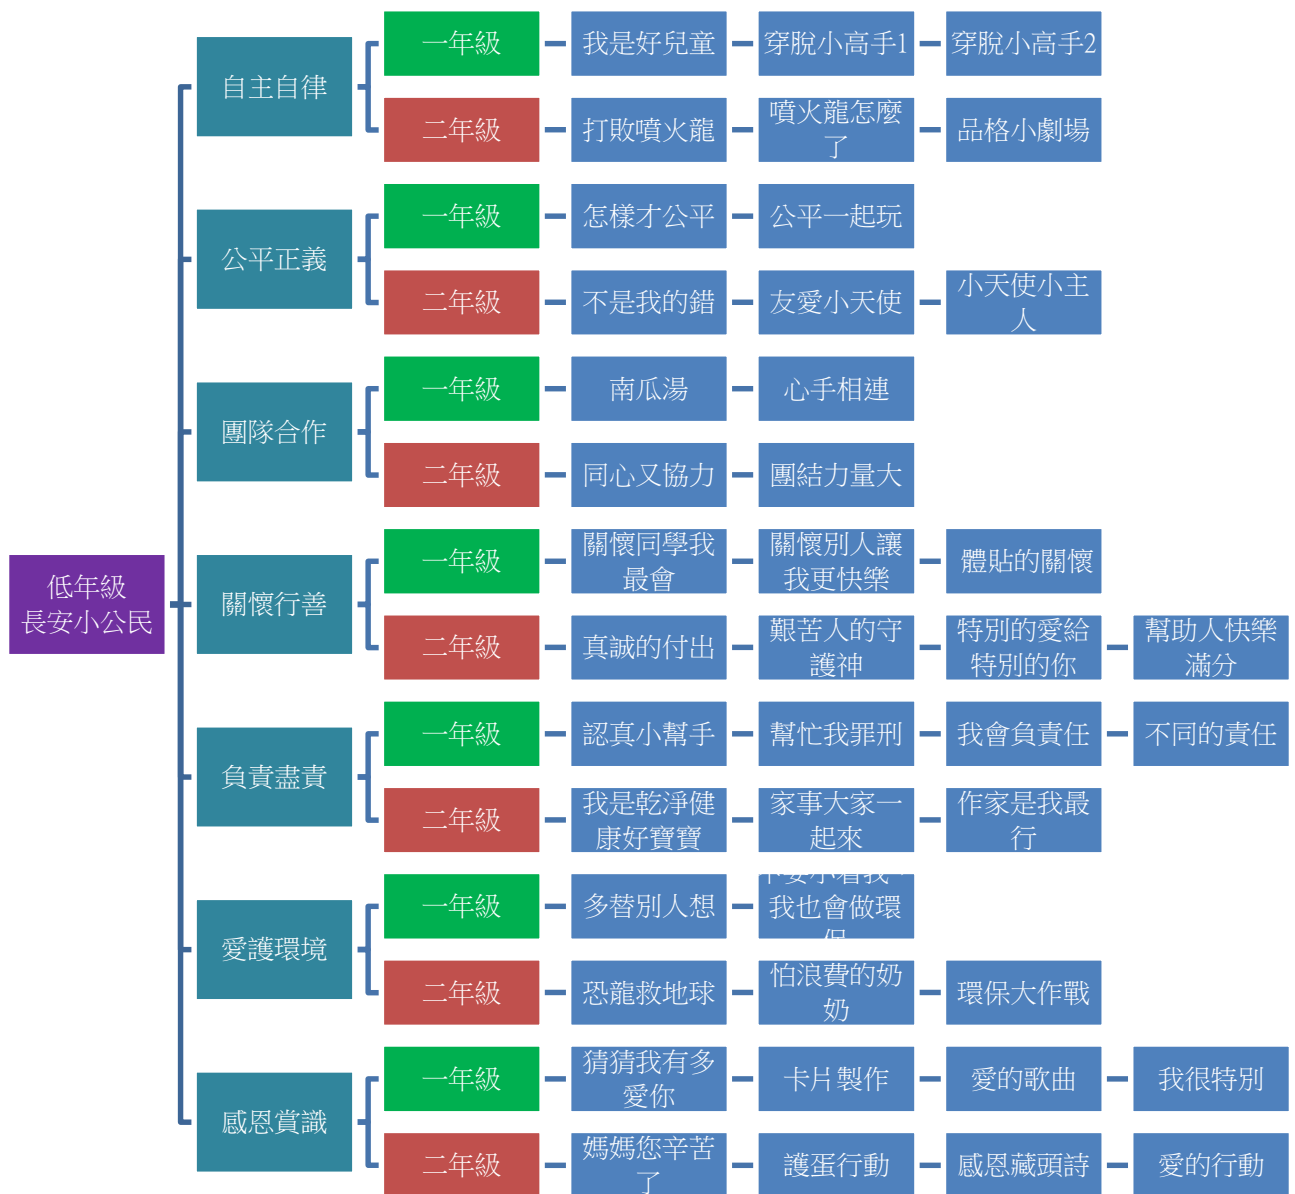 低年級
長安小公民
自主自律
一年級
我是好兒童
穿脫小高手1
穿脫小高手2
二年級
打敗噴火龍
噴火龍怎麼
了
品格小劇場
公平正義
一年級
怎樣才公平
公平一起玩
二年級
不是我的錯
友愛小天使
小天使小主
人
團隊合作
一年級
南瓜湯
心手相連
二年級
同心又協力
團結力量大
關懷行善
一年級
關懷同學我
最會
關懷別人讓
我更快樂
體貼的關懷
二年級
真誠的付出
艱苦人的守
護神
特別的愛給
特別的你
幫助人快樂
滿分
負責盡責
一年級
認真小幫手
幫忙我罪刑
我會負責任
不同的責任
二年級
我是乾淨健
康好寶寶
家事大家一
起來
作家是我最
行
愛護環境
一年級
多替別人想
我也會做環
二年級
恐龍救地球
怕浪費的奶
奶
環保大作戰
感恩賞識
一年級
猜猜我有多
愛你
卡片製作
愛的歌曲
我很特別
二年級
媽媽您辛苦
了
護蛋行動
感恩藏頭詩
愛的行動